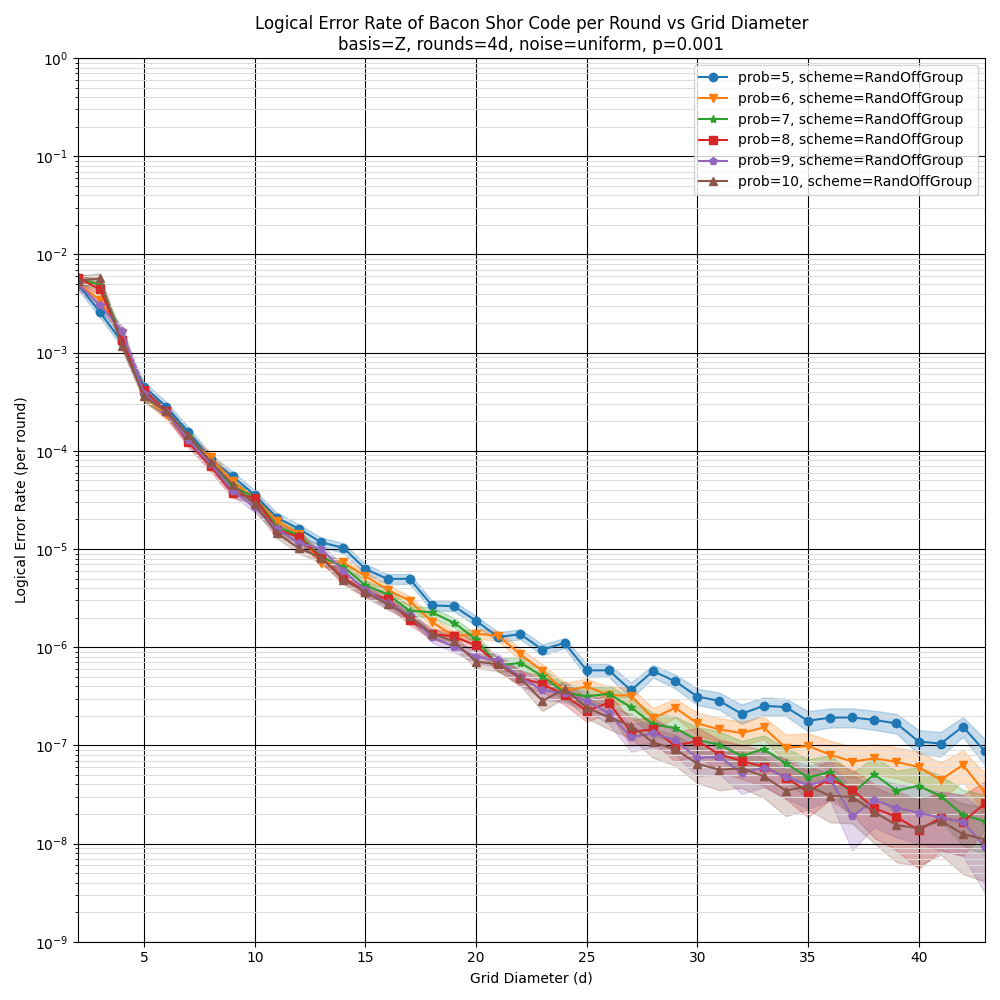 Logical Error Rate of Bacon Shor Code per Round vs Grid Diameter
basis=Z, rounds=4d, noise=uniform, p=0.001
prob=5, scheme=RandOffGroup
prob=6, scheme=RandOffGroup
prob=7, scheme=RandOffGroup
prob=8, scheme=RandOffGroup
prob=9, scheme=RandOffGroup
prob=10, scheme=RandOffGroup
Logical Error Rate (per round)
10⁰
10⁻¹
10⁻²
10⁻³
10⁻⁴
10⁻⁵
10⁻⁶
10⁻⁷
10⁻⁸
10⁻⁹
5 10 15 20 25 30 35 40
Grid Diameter (d)